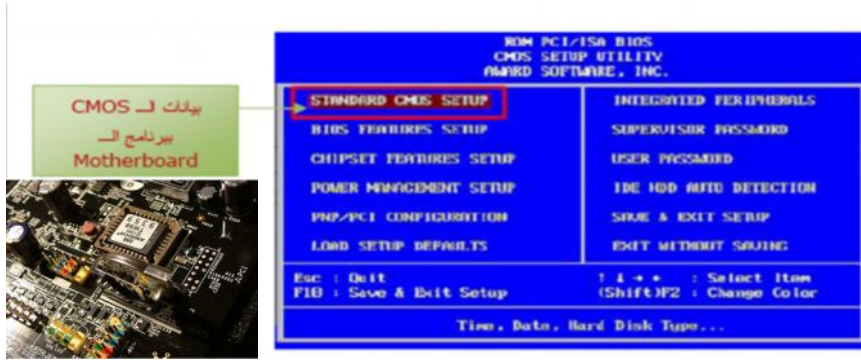 ROM PCI/ISA BIOS
CMOS SETUP UTILITY
AWARD SOFTWARE, INC.
بيانات لـ CMOS
ببرنامج الـ
Motherboard
STANDARD CMOS SETUP
BIOS FEATURES SETUP
CHIPSET FEATURES SETUP
POWER MANAGEMENT SETUP
PNP/PCI CONFIGURATION
LOAD SETUP DEFAULTS
INTEGRATED PERIPHERALS
SUPERVISOR PASSWORD
USER PASSWORD
IDE HDD AUTO DETECTION
SAVE & EXIT SETUP
EXIT WITHOUT SAVING
Esc : Quit
F10 : Save & Exit Setup
↑ ↓ → ← : Select Item
(Shift)F2 : Change Color
Time, Date, Hard Disk Type...